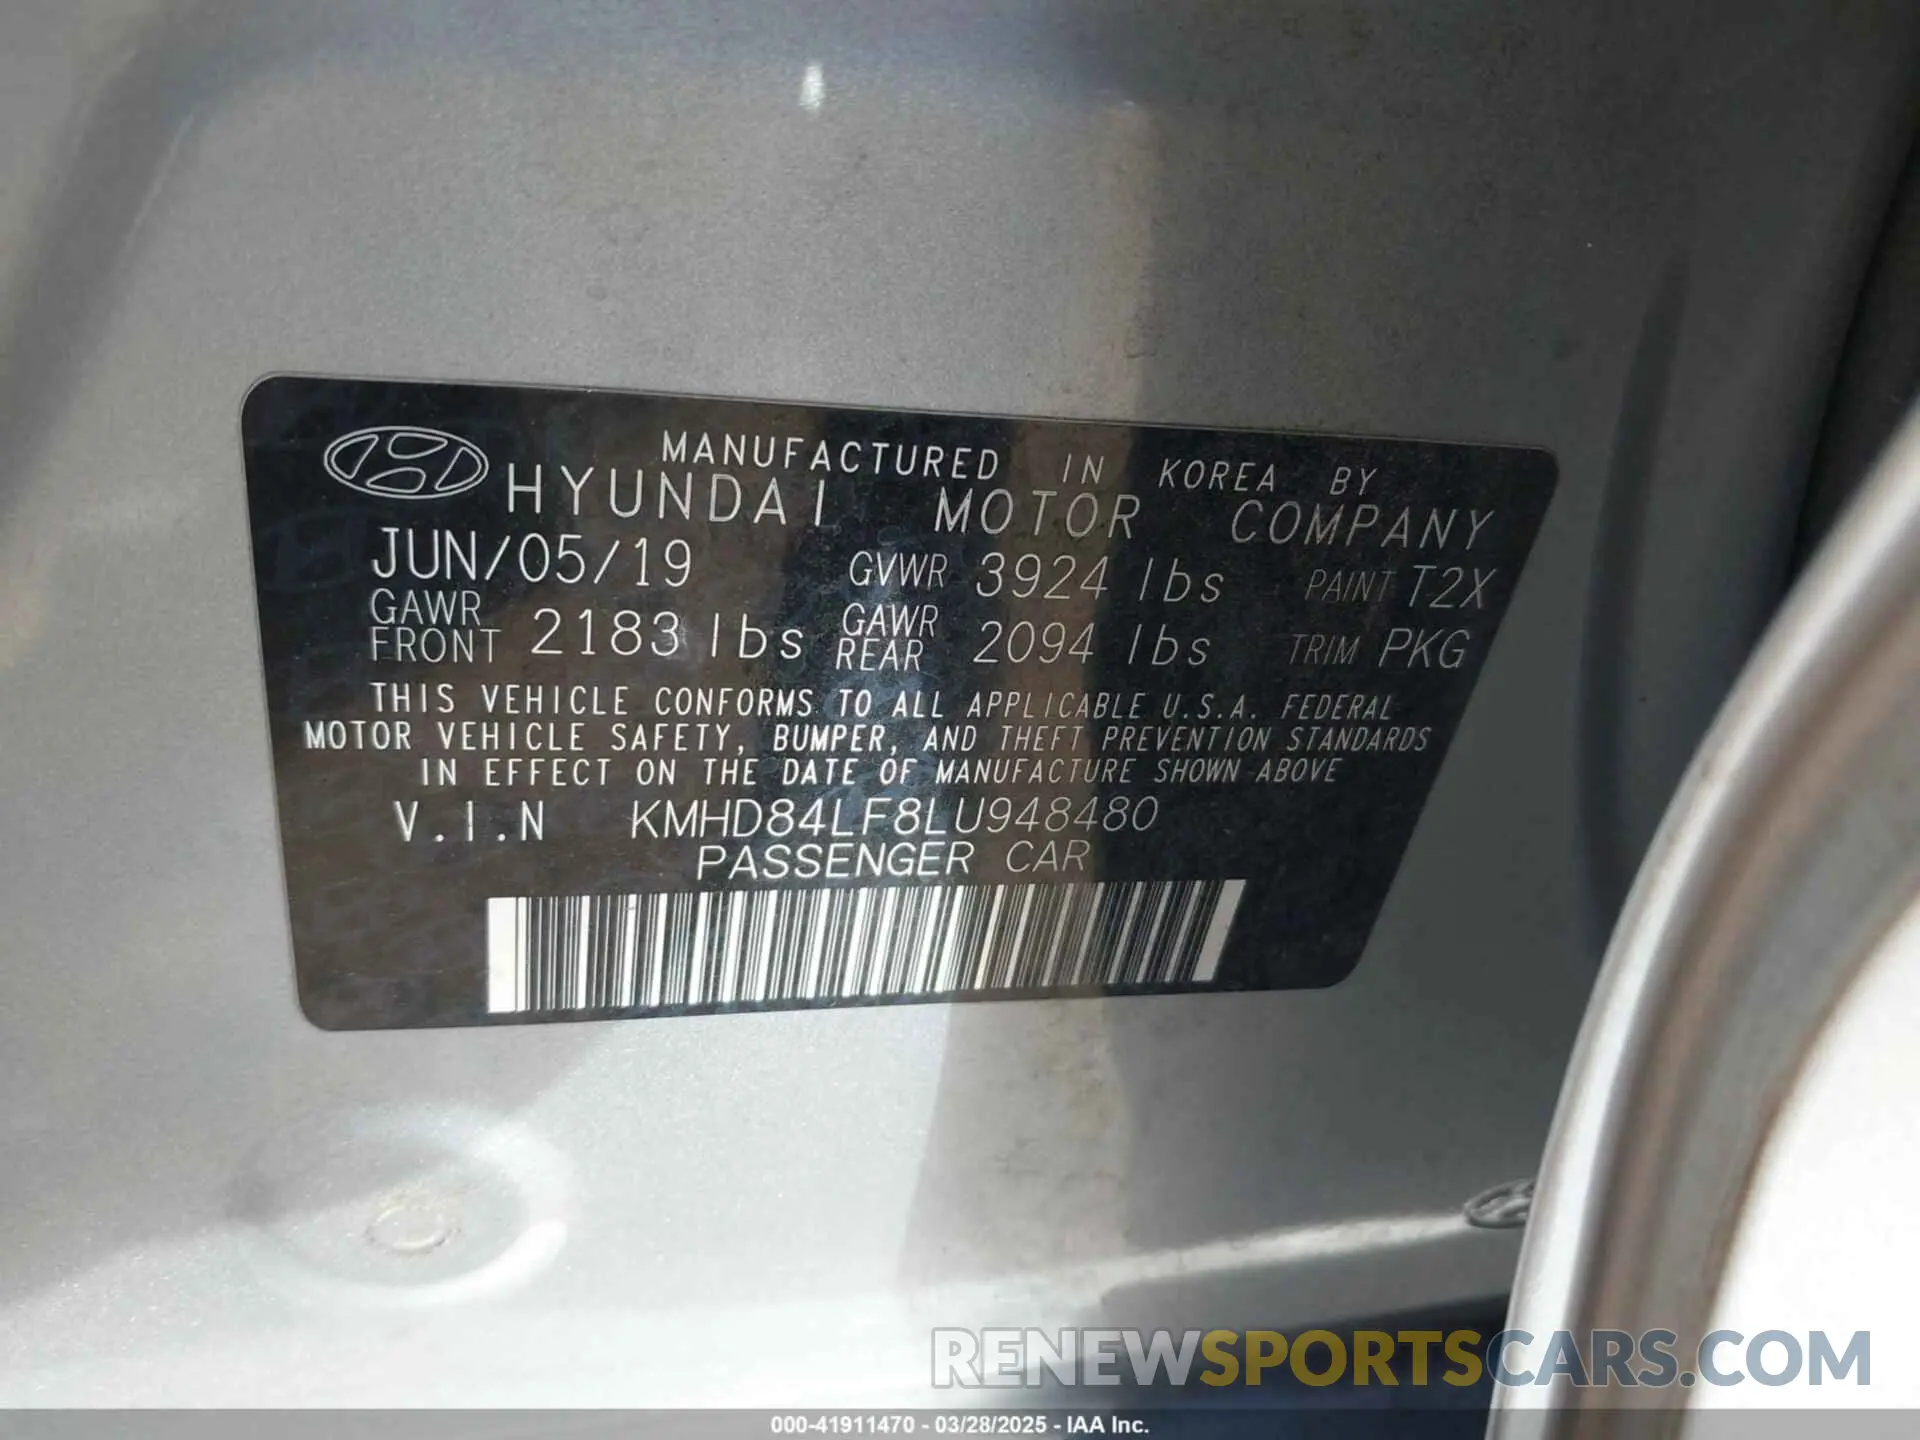 MANUFACTURED IN KOREA BY
HYUNDAI MOTOR COMPANY
JUN/05/19 GVWR 3924 lbs PAINT T2X
GAWR FRONT 2183 lbs GAWR REAR 2094 lbs TRIM PKG
THIS VEHICLE CONFORMS TO ALL APPLICABLE U.S.A. FEDERAL
MOTOR VEHICLE SAFETY, BUMPER, AND THEFT PREVENTION STANDARDS
IN EFFECT ON THE DATE OF MANUFACTURE SHOWN ABOVE
V.I.N KMHD84LF8LU948480
PASSENGER CAR
RENEWSPORTSCARS.COM
000-41911470 - 03/28/2025 - IAA Inc.